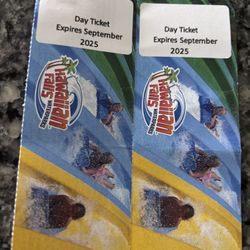 Day Ticket
Expires September
2025
Hawaiian
Falls
Day Ticket
Expires September
2025
Hawaiian
Falls